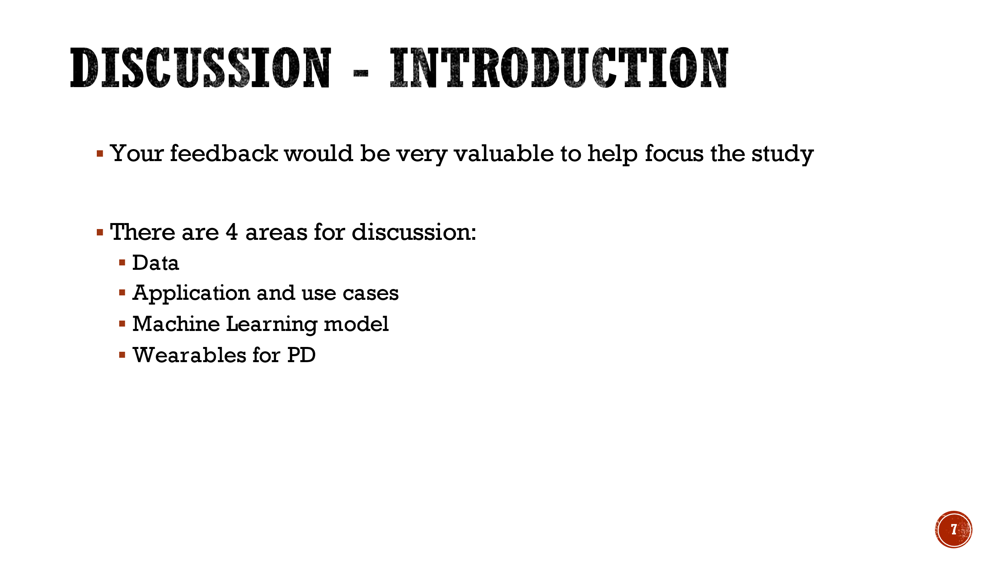 DISCUSSION - INTRODUCTION
Your feedback would be very valuable to help focus the study
There are 4 areas for discussion:
Data
Application and use cases
Machine Learning model
Wearables for PD
7